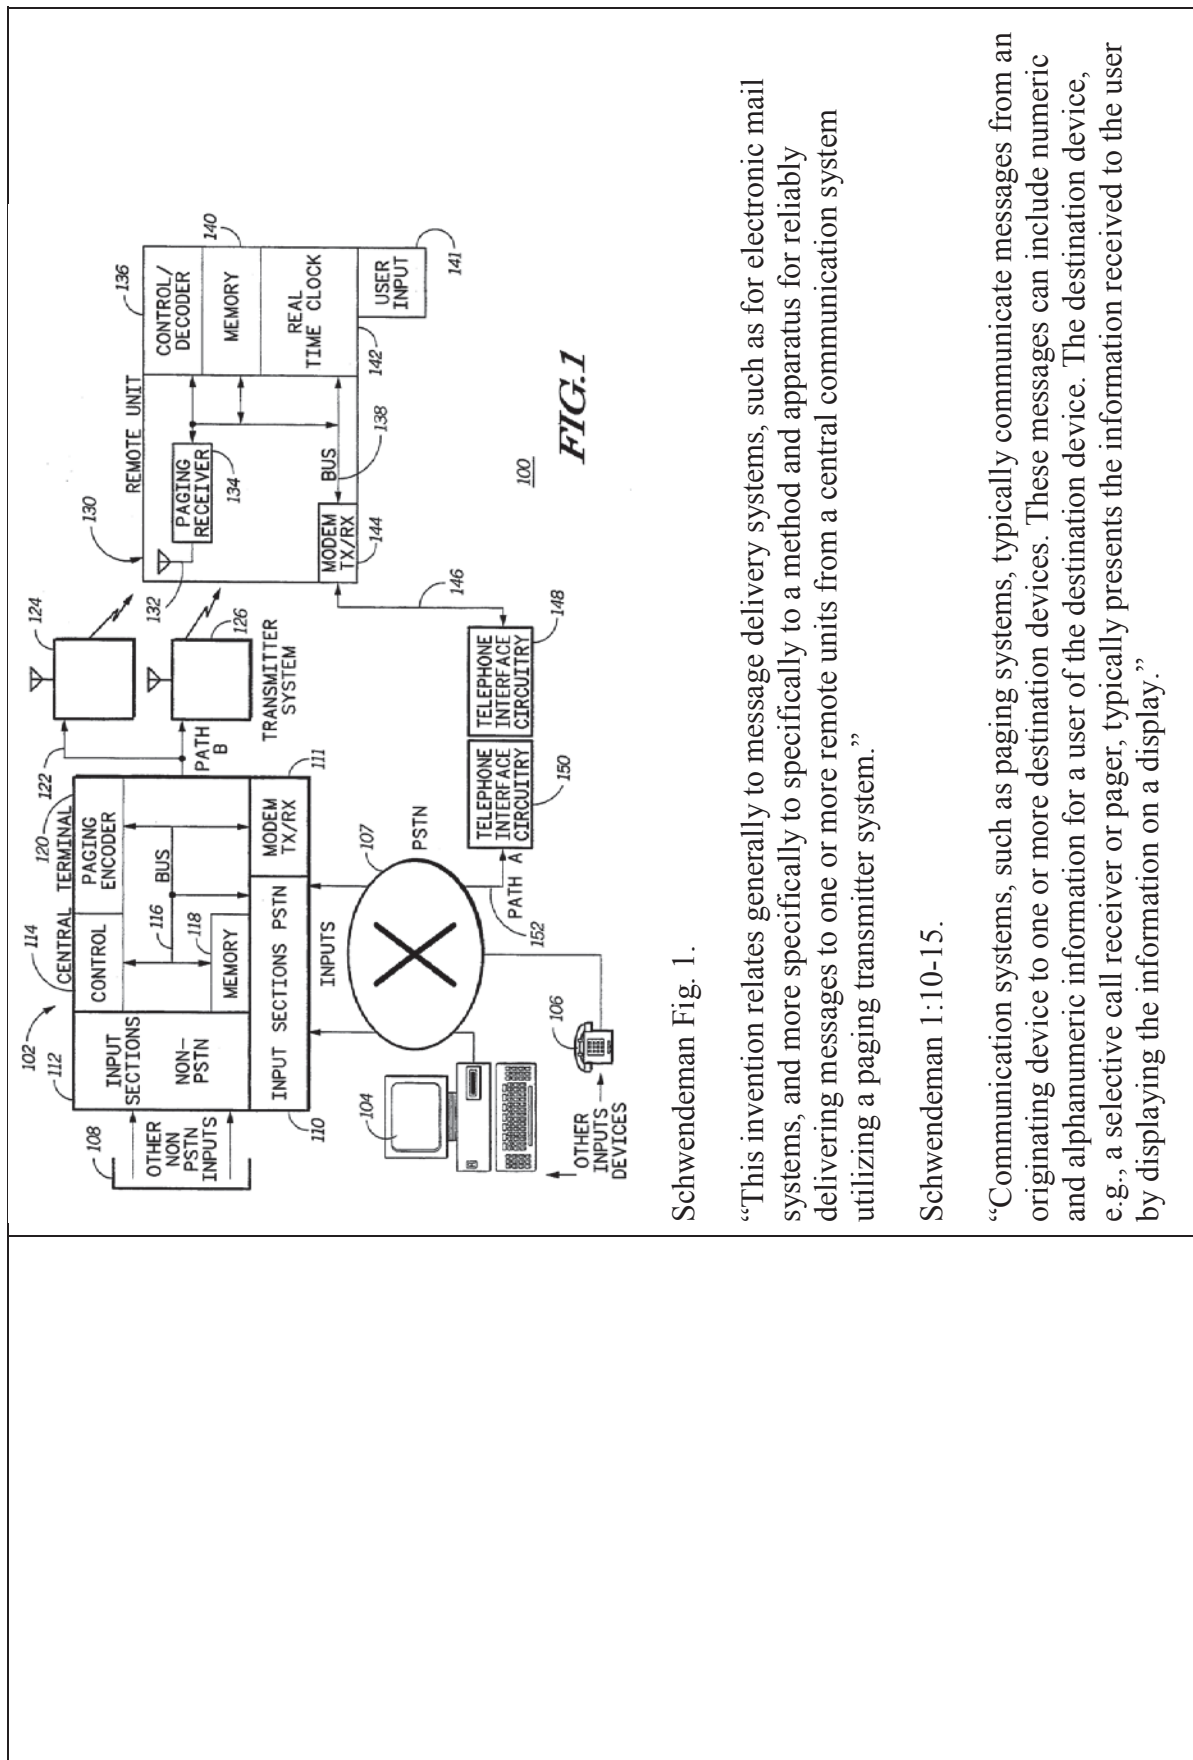 102
112
114
CENTRAL TERMINAL
120
122
124
130
REMOTE UNIT
136
108
OTHER
NON
PSTN
INPUTS
INPUT
SECTIONS
NON-
PSTN
CONTROL
PAGING
ENCODER
116
BUS
118
MEMORY
PATH
B
132
126
TRANSMITTER
SYSTEM
PAGING
RECEIVER
134
CONTROL/
DECODER
MEMORY
140
REAL
TIME CLOCK
BUS
138
142
USER
INPUT
141
MODEM
TX/RX
144
110
INPUT SECTIONS PSTN
MODEM
TX/RX
111
INPUTS
107
PSTN
146
104
PATH A
152
TELEPHONE
INTERFACE
CIRCUITRY
150
TELEPHONE
INTERFACE
CIRCUITRY
148
106
OTHER
INPUTS
DEVICES
100
FIG.1
Schwendeman Fig. 1.
“This invention relates generally to message delivery systems, such as for electronic mail
systems, and more specifically to specifically to a method and apparatus for reliably
delivering messages to one or more remote units from a central communication system
utilizing a paging transmitter system.”
Schwendeman 1:10-15.
“Communication systems, such as paging systems, typically communicate messages from an
originating device to one or more destination devices. These messages can include numeric
and alphanumeric information for a user of the destination device. The destination device,
e.g., a selective call receiver or pager, typically presents the information received to the user
by displaying the information on a display.”